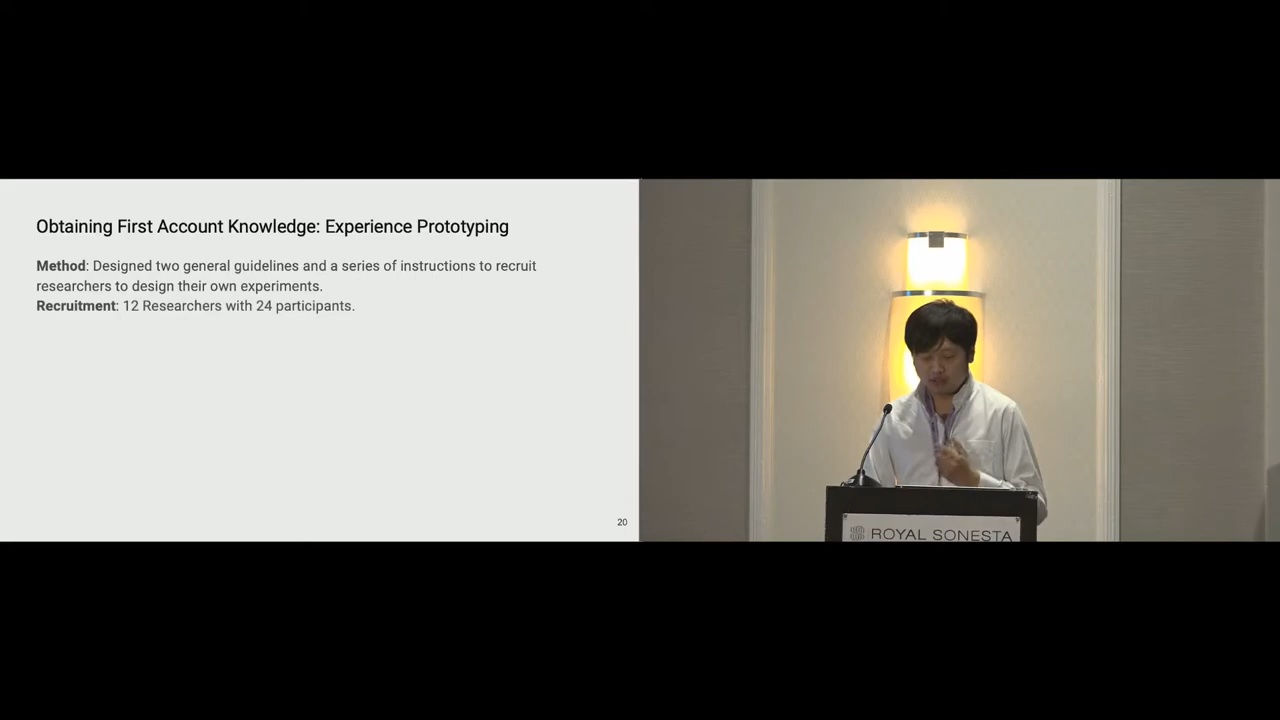 Obtaining First Account Knowledge: Experience Prototyping
Method: Designed two general guidelines and a series of instructions to recruit
researchers to design their own experiments.
Recruitment: 12 Researchers with 24 participants.
20
ROYAL SONESTA